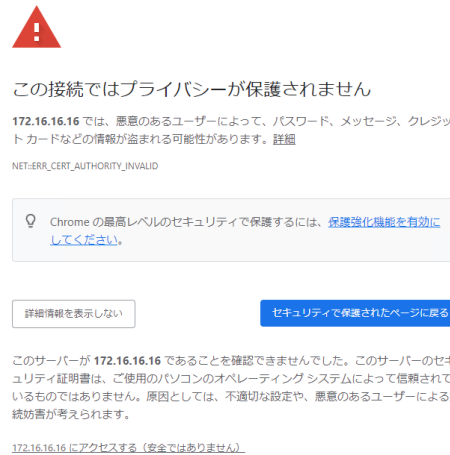 この接続ではプライバシーが保護されません
172.16.16.16 では、悪意のあるユーザーによって、パスワード、メッセージ、クレジッ
ト カードなどの情報が盗まれる可能性があります。詳細
NET::ERR_CERT_AUTHORITY_INVALID
Chrome の最高レベルのセキュリティで保護するには、保護強化機能を有効に
してください。
詳細情報を表示しない
セキュリティで保護されたページに戻る
このサーバーが 172.16.16.16 であることを確認できませんでした。このサーバーのセキ
ュリティ証明書は、ご使用のパソコンのオペレーティング システムによって信頼されて
いるものではありません。原因としては、不適切な設定や、悪意のあるユーザーによる
続妨害が考えられます。
172.16.16.16 にアクセスする（安全ではありません）